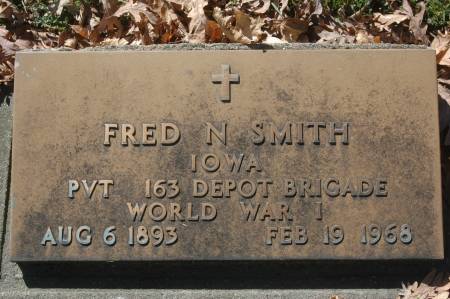 FRED N SMITH
IOWA
PVT 163 DEPOT BRIGADE
WORLD WAR I
AUG 6 1893 FEB 19 1968